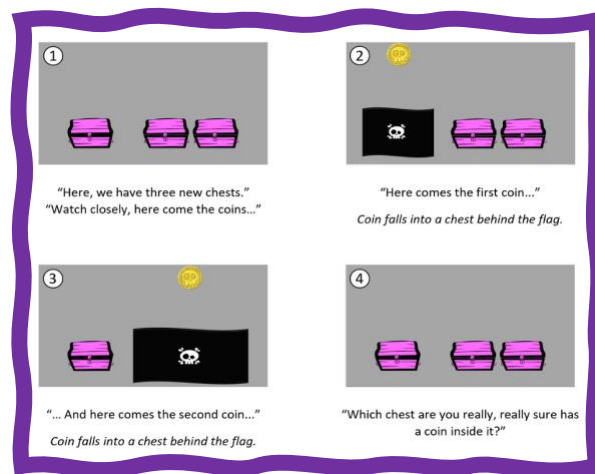 1
"Here, we have three new chests."
"Watch closely, here come the coins..."
2
"Here comes the first coin..."
Coin falls into a chest behind the flag.
3
"... And here comes the second coin..."
Coin falls into a chest behind the flag.
4
"Which chest are you really, really sure has
a coin inside it?"